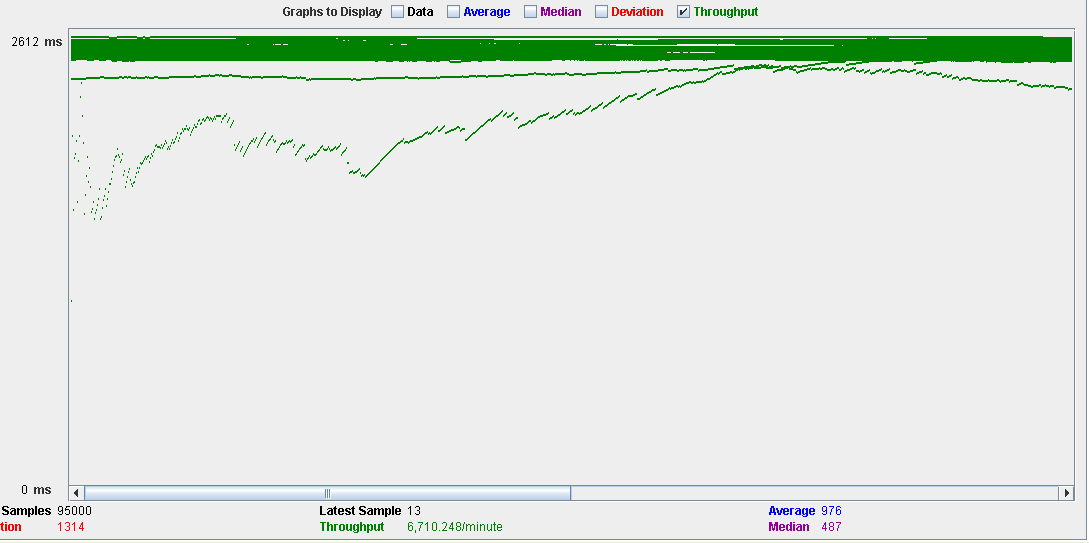 Graphs to Display Data Average Median Deviation Throughput
2612 ms
0 ms
Samples 95000 Latest Sample 13 Average 976
tion 1314 Throughput 6,710.248/minute Median 487